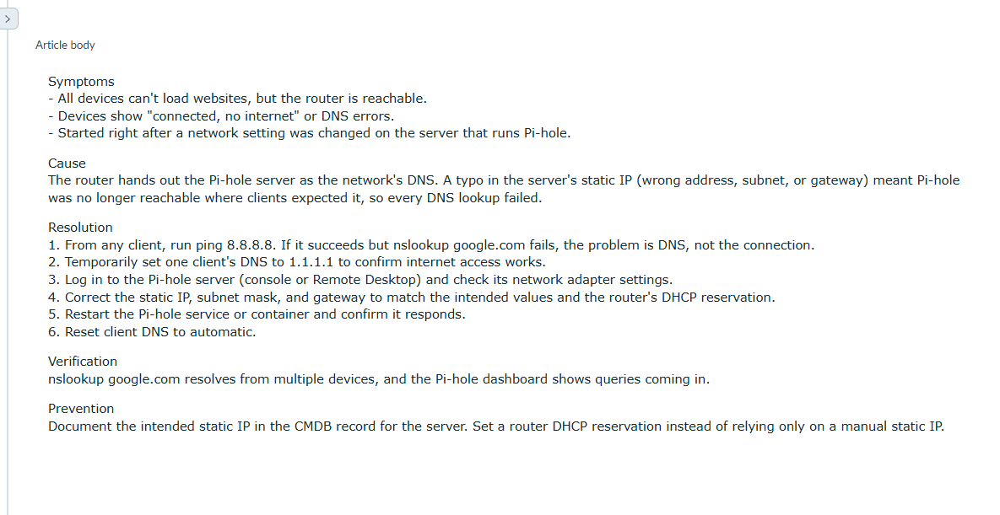 Article body
Symptoms
- All devices can't load websites, but the router is reachable.
- Devices show "connected, no internet" or DNS errors.
- Started right after a network setting was changed on the server that runs Pi-hole.
Cause
The router hands out the Pi-hole server as the network's DNS. A typo in the server's static IP (wrong address, subnet, or gateway) meant Pi-hole
was no longer reachable where clients expected it, so every DNS lookup failed.
Resolution
1. From any client, run ping 8.8.8.8. If it succeeds but nslookup google.com fails, the problem is DNS, not the connection.
2. Temporarily set one client's DNS to 1.1.1.1 to confirm internet access works.
3. Log in to the Pi-hole server (console or Remote Desktop) and check its network adapter settings.
4. Correct the static IP, subnet mask, and gateway to match the intended values and the router's DHCP reservation.
5. Restart the Pi-hole service or container and confirm it responds.
6. Reset client DNS to automatic.
Verification
nslookup google.com resolves from multiple devices, and the Pi-hole dashboard shows queries coming in.
Prevention
Document the intended static IP in the CMDB record for the server. Set a router DHCP reservation instead of relying only on a manual static IP.